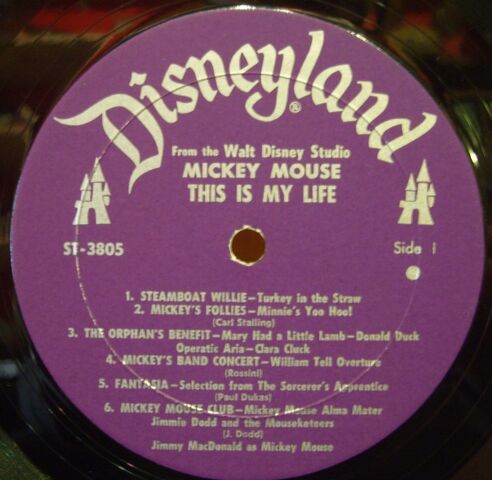 Disneyland®
From the Walt Disney Studio
MICKEY MOUSE
THIS IS MY LIFE
ST-3805
Side 1
1. STEAMBOAT WILLIE—Turkey in the Straw
2. MICKEY'S FOLLIES—Minnie's Yoo Hoo!
(Carl Stalling)
3. THE ORPHAN'S BENEFIT—Mary Had a Little Lamb—Donald Duck
Operatic Aria—Clara Cluck
4. MICKEY'S BAND CONCERT—William Tell Overture
(Rossini)
5. FANTASIA—Selection from The Sorcerer's Apprentice
(Paul Dukas)
6. MICKEY MOUSE CLUB—Mickey Mouse Alma Mater
Jimmie Dodd and the Mouseketeers
(J. Dodd)
Jimmy MacDonald as Mickey Mouse